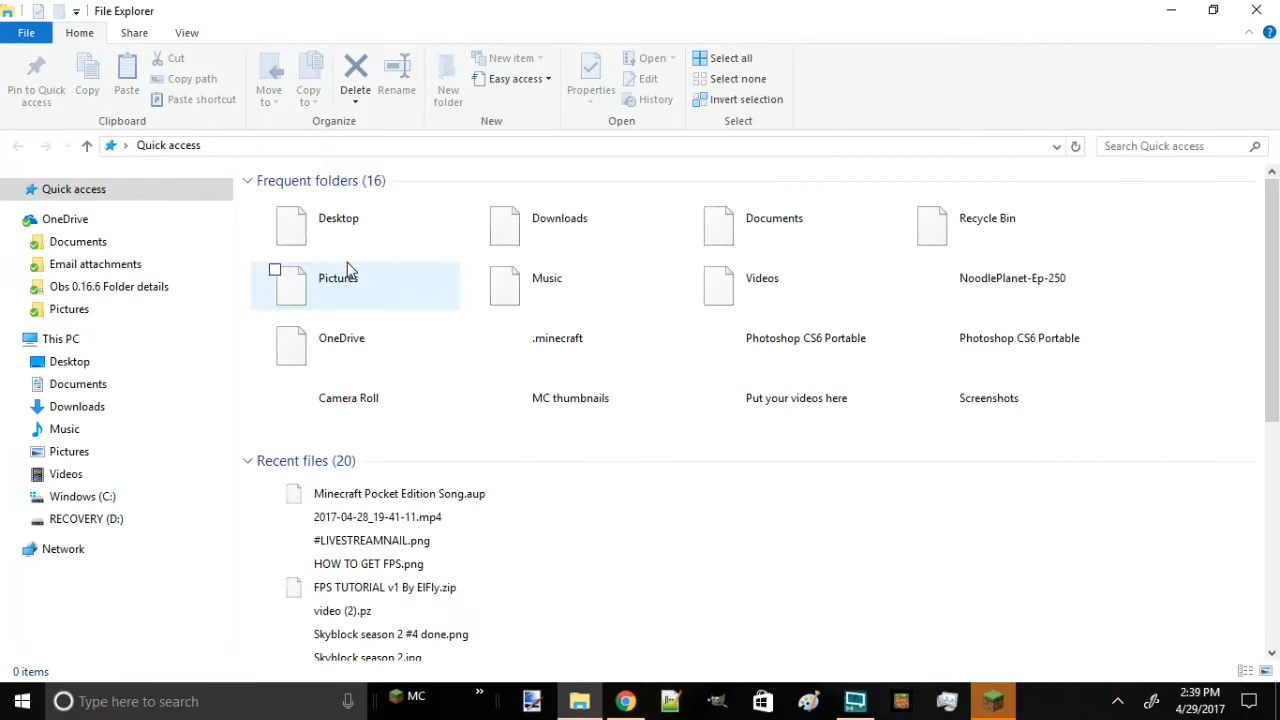 File Explorer
File Home Share View
Pin to Quick access
Copy
Paste
Cut
Copy path
Paste shortcut
Clipboard
Move to
Copy to
Delete
Rename
Organize
New folder
New item
Easy access
New
Properties
Open
Edit
History
Open
Select all
Select none
Invert selection
Select
Quick access
Search Quick access
Quick access
OneDrive
Documents
Email attachments
Obs 0.16.6 Folder details
Pictures
This PC
Desktop
Documents
Downloads
Music
Pictures
Videos
Windows (C:)
RECOVERY (D:)
Network
Frequent folders (16)
Desktop Downloads Documents Recycle Bin
Pictures Music Videos NoodlePlanet-Ep-250
OneDrive .minecraft Photoshop CS6 Portable Photoshop CS6 Portable
Camera Roll MC thumbnails Put your videos here Screenshots
Recent files (20)
Minecraft Pocket Edition Song.aup
2017-04-28_19-41-11.mp4
#LIVESTREAMNAIL.png
HOW TO GET FPS.png
FPS TUTORIAL v1 By ElFly.zip
video (2).pz
Skyblock season 2 #4 done.png
Skyblock season 2.jpg
0 items
Type here to search
MC
2:39 PM
4/29/2017